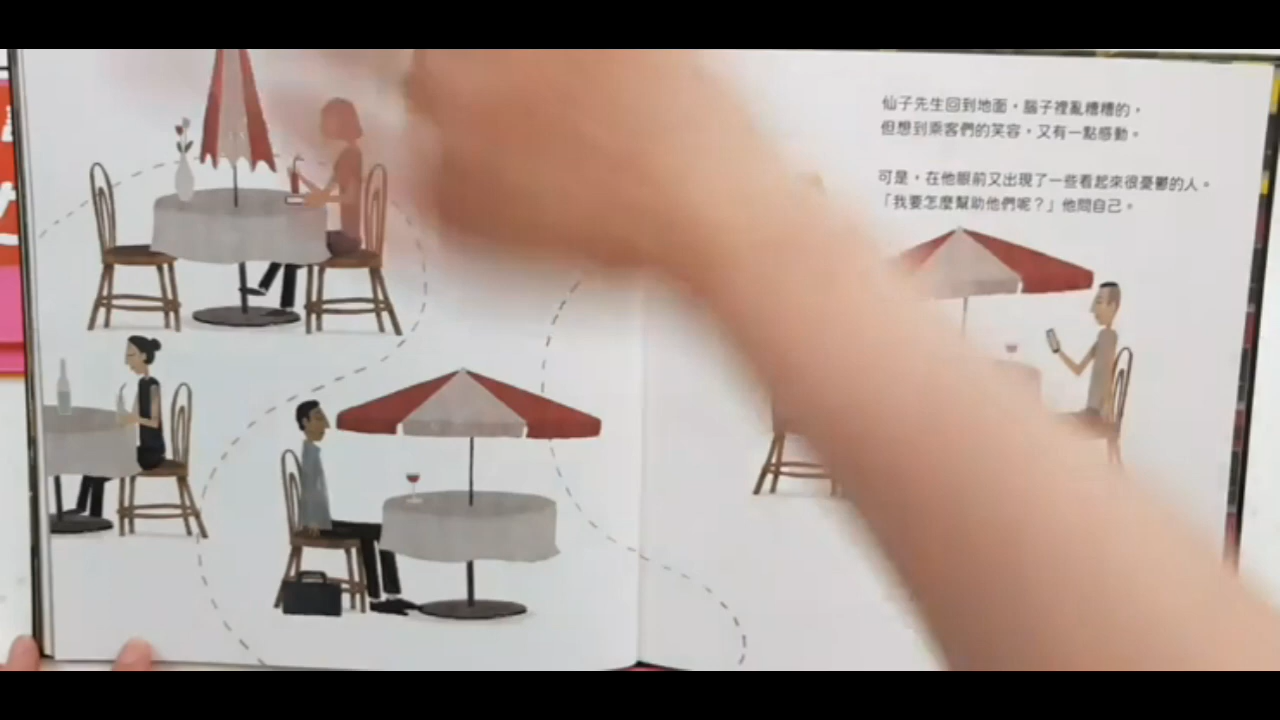 仙子先生回到地面，腦子裡亂糟糟的，
但想到乘客們的笑容，又有一點感動。
可是，在他眼前又出現了一些看起來很憂鬱的人。
「我要怎麼幫助他們呢？」他問自己。